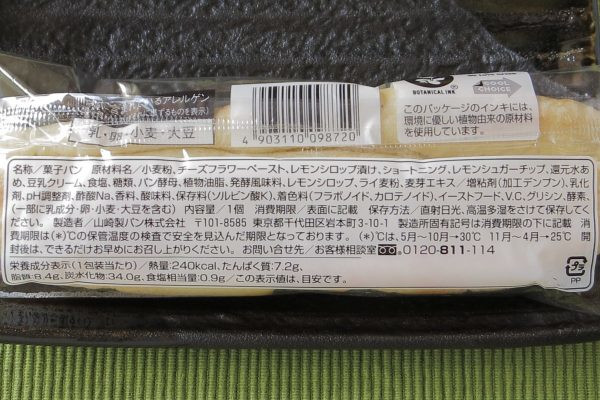 るアレルゲン
てるものを表示)
乳・卵・小麦・大豆
4 903110 098720
BOTANICAL INK
COOL
CHOICE
このパッケージのインキには、
環境に優しい植物由来の原材料
を使用しています。
名称/菓子パン 原材料名/小麦粉、チーズフラワーペースト、レモンシロップ漬け、ショートニング、レモンシュガーチップ、還元水あ
め、豆乳クリーム、食塩、糖類、パン酵母、植物油脂、発酵風味料、レモンシロップ、ライ麦粉、麦芽エキス/増粘剤(加工デンプン)、乳化
剤、pH調整剤、酢酸Na、香料、酸味料、保存料(ソルビン酸K)、着色料(フラボノイド、カロテノイド)、イーストフード、V.C、グリシン、酵素、
(一部に乳成分・卵・小麦・大豆を含む) 内容量/1個 消費期限/表面に記載 保存方法/直射日光、高温多湿をさけて保存してく
ださい。 製造者/山崎製パン株式会社 〒101-8585 東京都千代田区岩本町3-10-1 製造所固有記号は消費期限の下に記載 消
費期限は(*)℃の保管温度の検査で安全を見込んだ期限となっております。 (*)℃は、5月~10月→30℃ 11月~4月→25℃ 開
封後は、できるだけお早めにお召し上がりください。 お問い合せ先/お客様相談室 0120-811-114
栄養成分表示(1包装当たり)/熱量:240kcal、たんぱく質:7.2g、
脂質:8.4g、炭水化物:34.0g、食塩相当量:0.9g/この表示値は、目安です。
プラ
PP